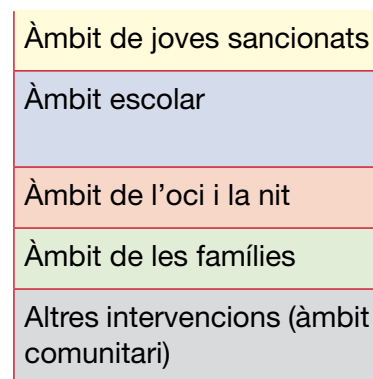 Àmbit de joves sancionats
Àmbit escolar
Àmbit de l’oci i la nit
Àmbit de les famílies
Altres intervencions (àmbit
comunitari)